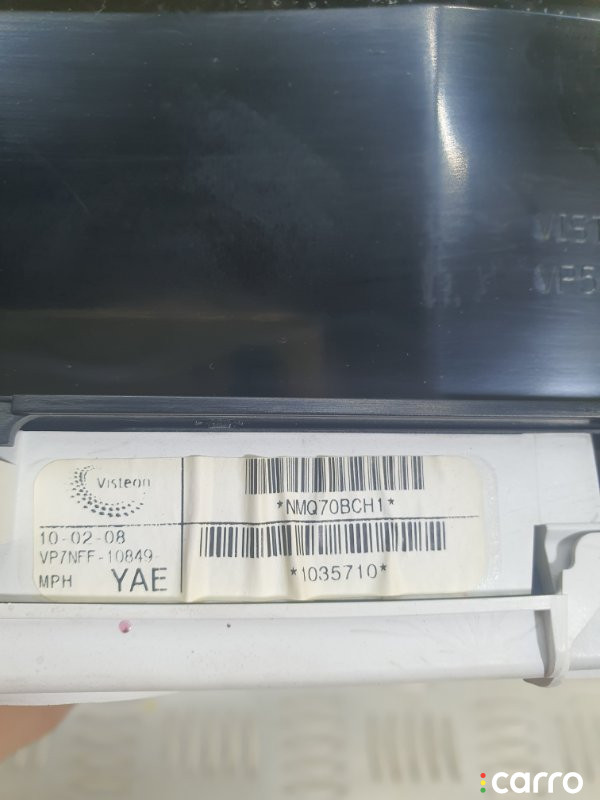 Visteon
10-02-08
VP7NFF-10849-
MPH YAE
*NMQ70BCH1*
*1035710*
carro